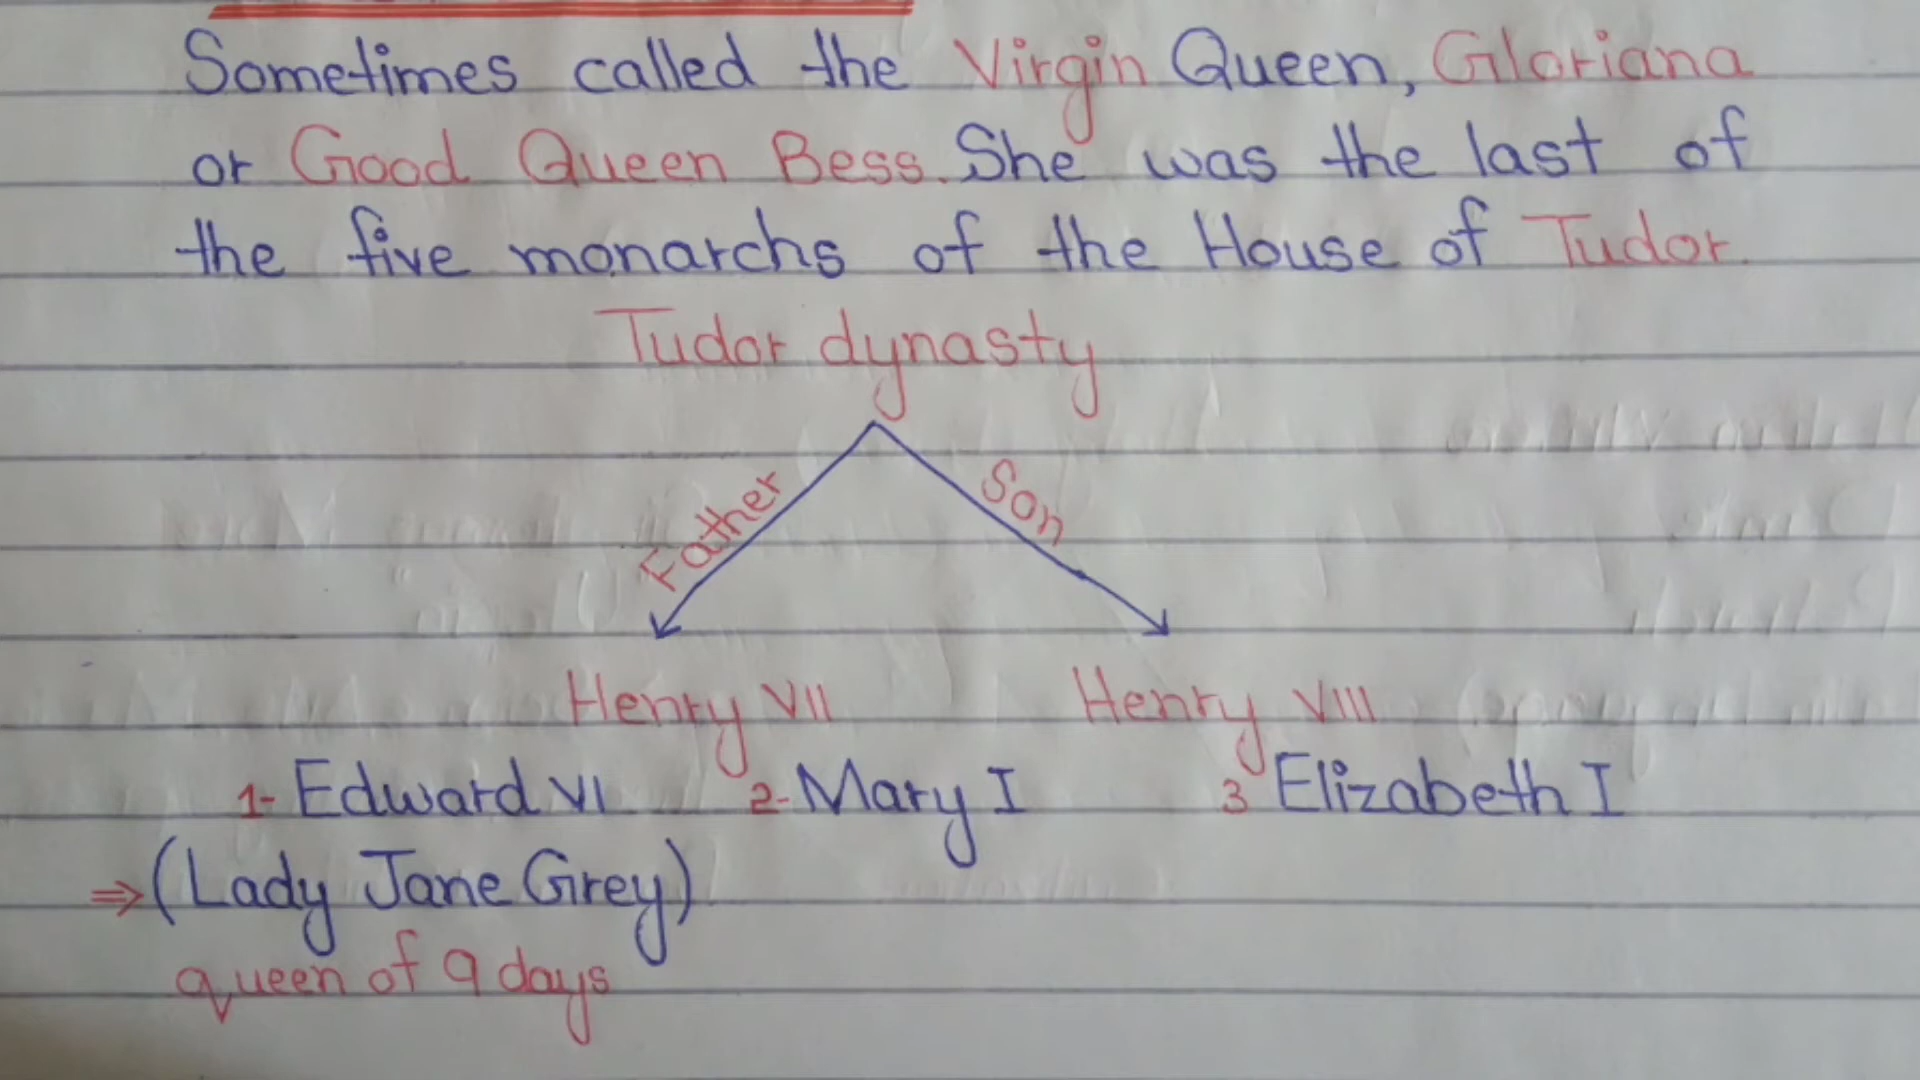 Sometimes called the Virgin Queen, Gloriana
or Good Queen Bess. She was the last of
the five monarchs of the House of Tudor.
Tudor dynasty
Father Son
Henry VII Henry VIII
1- Edward VI 2- Mary I 3 Elizabeth I
⇒ (Lady Jane Grey)
queen of 9 days